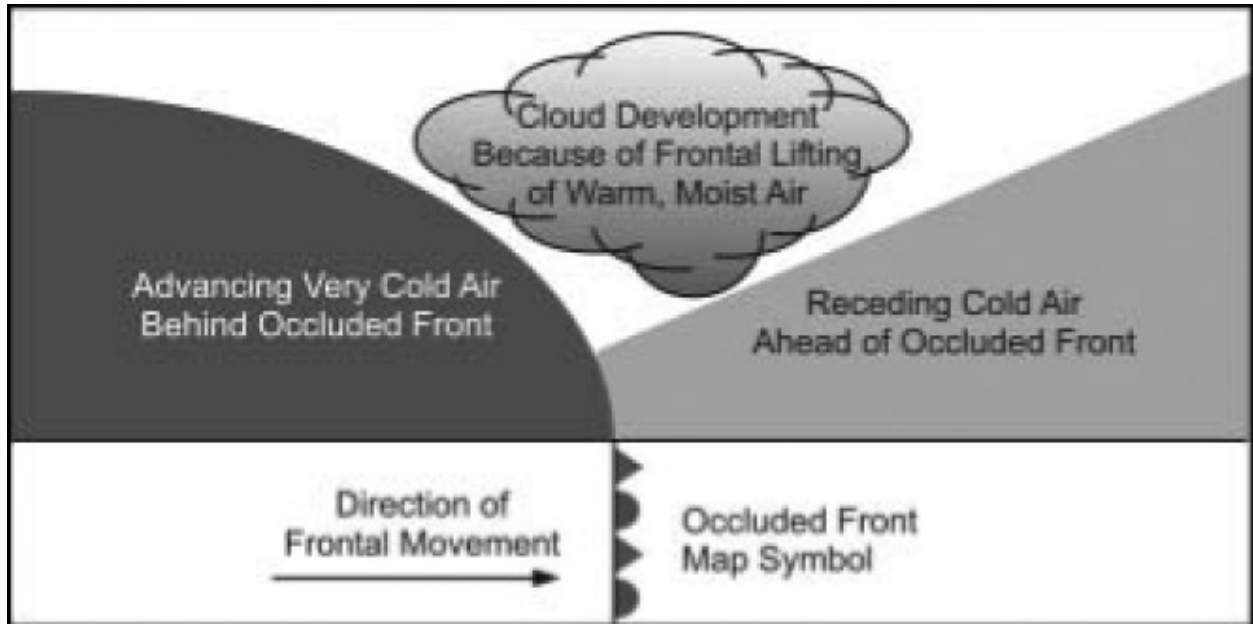 Cloud Development
Because of Frontal Lifting
of Warm, Moist Air
Advancing Very Cold Air
Behind Occluded Front
Receding Cold Air
Ahead of Occluded Front
Direction of
Frontal Movement
Occluded Front
Map Symbol